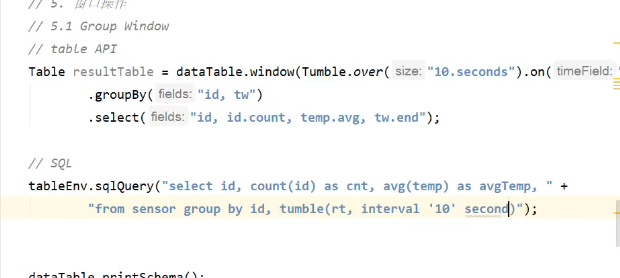 // 5. 窗口操作
// 5.1 Group Window
// table API
Table resultTable = dataTable.window(Tumble.over( size: "10.seconds").on( timeField: "
.groupBy( fields: "id, tw")
.select( fields: "id, id.count, temp.avg, tw.end");
// SQL
tableEnv.sqlQuery("select id, count(id) as cnt, avg(temp) as avgTemp, " +
"from sensor group by id, tumble(rt, interval '10' second)");
dataTable.printSchema();